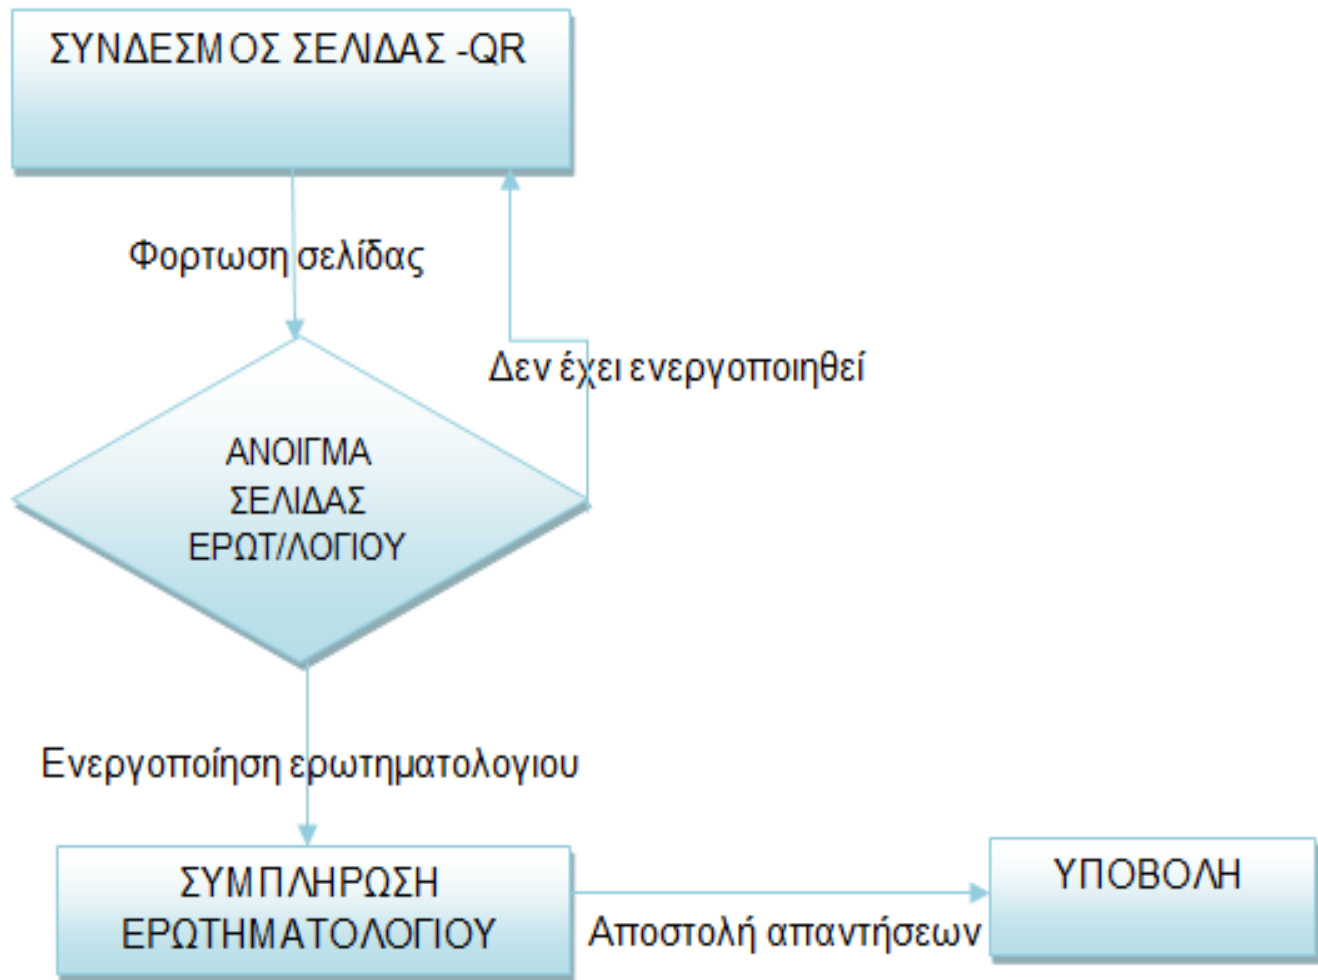 ΣΥΝΔΕΣΜΟΣ ΣΕΛΙΔΑΣ -QR
Φορτωση σελίδας
Δεν έχει ενεργοποιηθεί
ΑΝΟΙΓΜΑ
ΣΕΛΙΔΑΣ
ΕΡΩΤ/ΛΟΓΙΟΥ
Ενεργοποίηση ερωτηματολογιου
ΣΥΜΠΛΗΡΩΣΗ
ΕΡΩΤΗΜΑΤΟΛΟΓΙΟΥ
Αποστολή απαντήσεων
ΥΠΟΒΟΛΗ